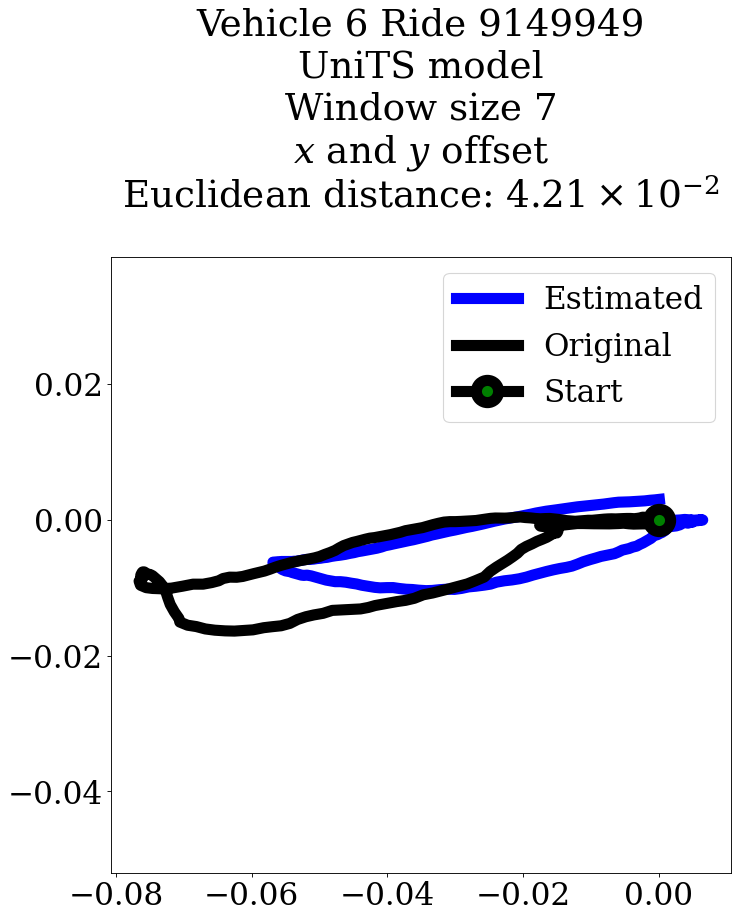 Vehicle 6 Ride 9149949
UniTS model
Window size 7
x and y offset
Euclidean distance: 4.21 × 10⁻²
Estimated
Original
Start
0.02
0.00
−0.02
−0.04
−0.08 −0.06 −0.04 −0.02 0.00